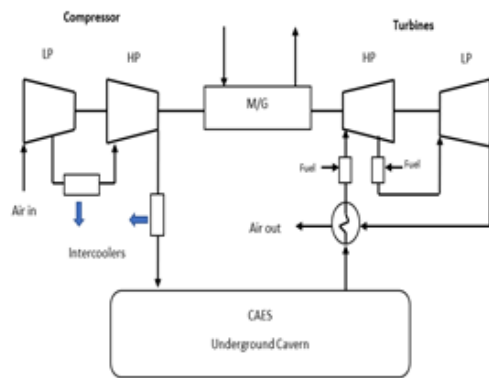 Compressor
Turbines
LP
HP
HP
LP
M/G
Fuel
Fuel
Air in
Air out
Intercoolers
CAES
Underground Cavern